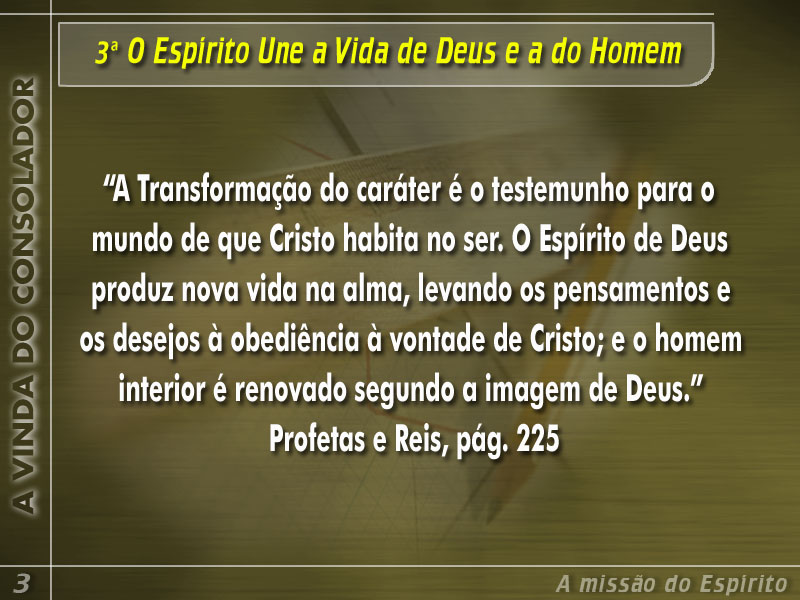 3ª O Espírito Une a Vida de Deus e a do Homem
A VINDA DO CONSOLADOR
“A Transformação do caráter é o testemunho para o
mundo de que Cristo habita no ser. O Espírito de Deus
produz nova vida na alma, levando os pensamentos e
os desejos à obediência à vontade de Cristo; e o homem
interior é renovado segundo a imagem de Deus.”
Profetas e Reis, pág. 225
3
A missão do Espírito